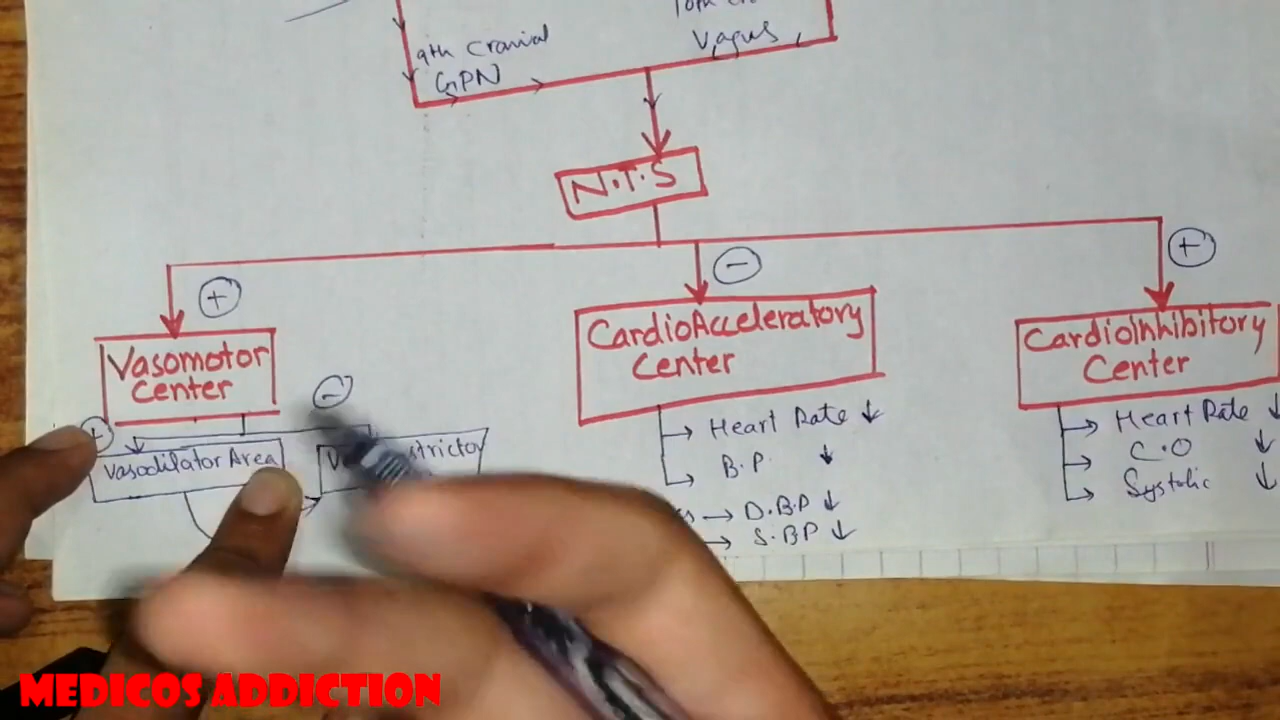 9th Cranial
GPN
Vagus
N.T.S
+
-
+
Vasomotor
Center
CardioAcceleratory
Center
CardioInhibitory
Center
-
+
Vasodilator Area
Heart Rate ↓
B.P. ↓
→ D.B.P ↓
→ S.BP ↓
Heart Rate ↓
C.O ↓
Systolic ↓
MEDICOS ADDICTION